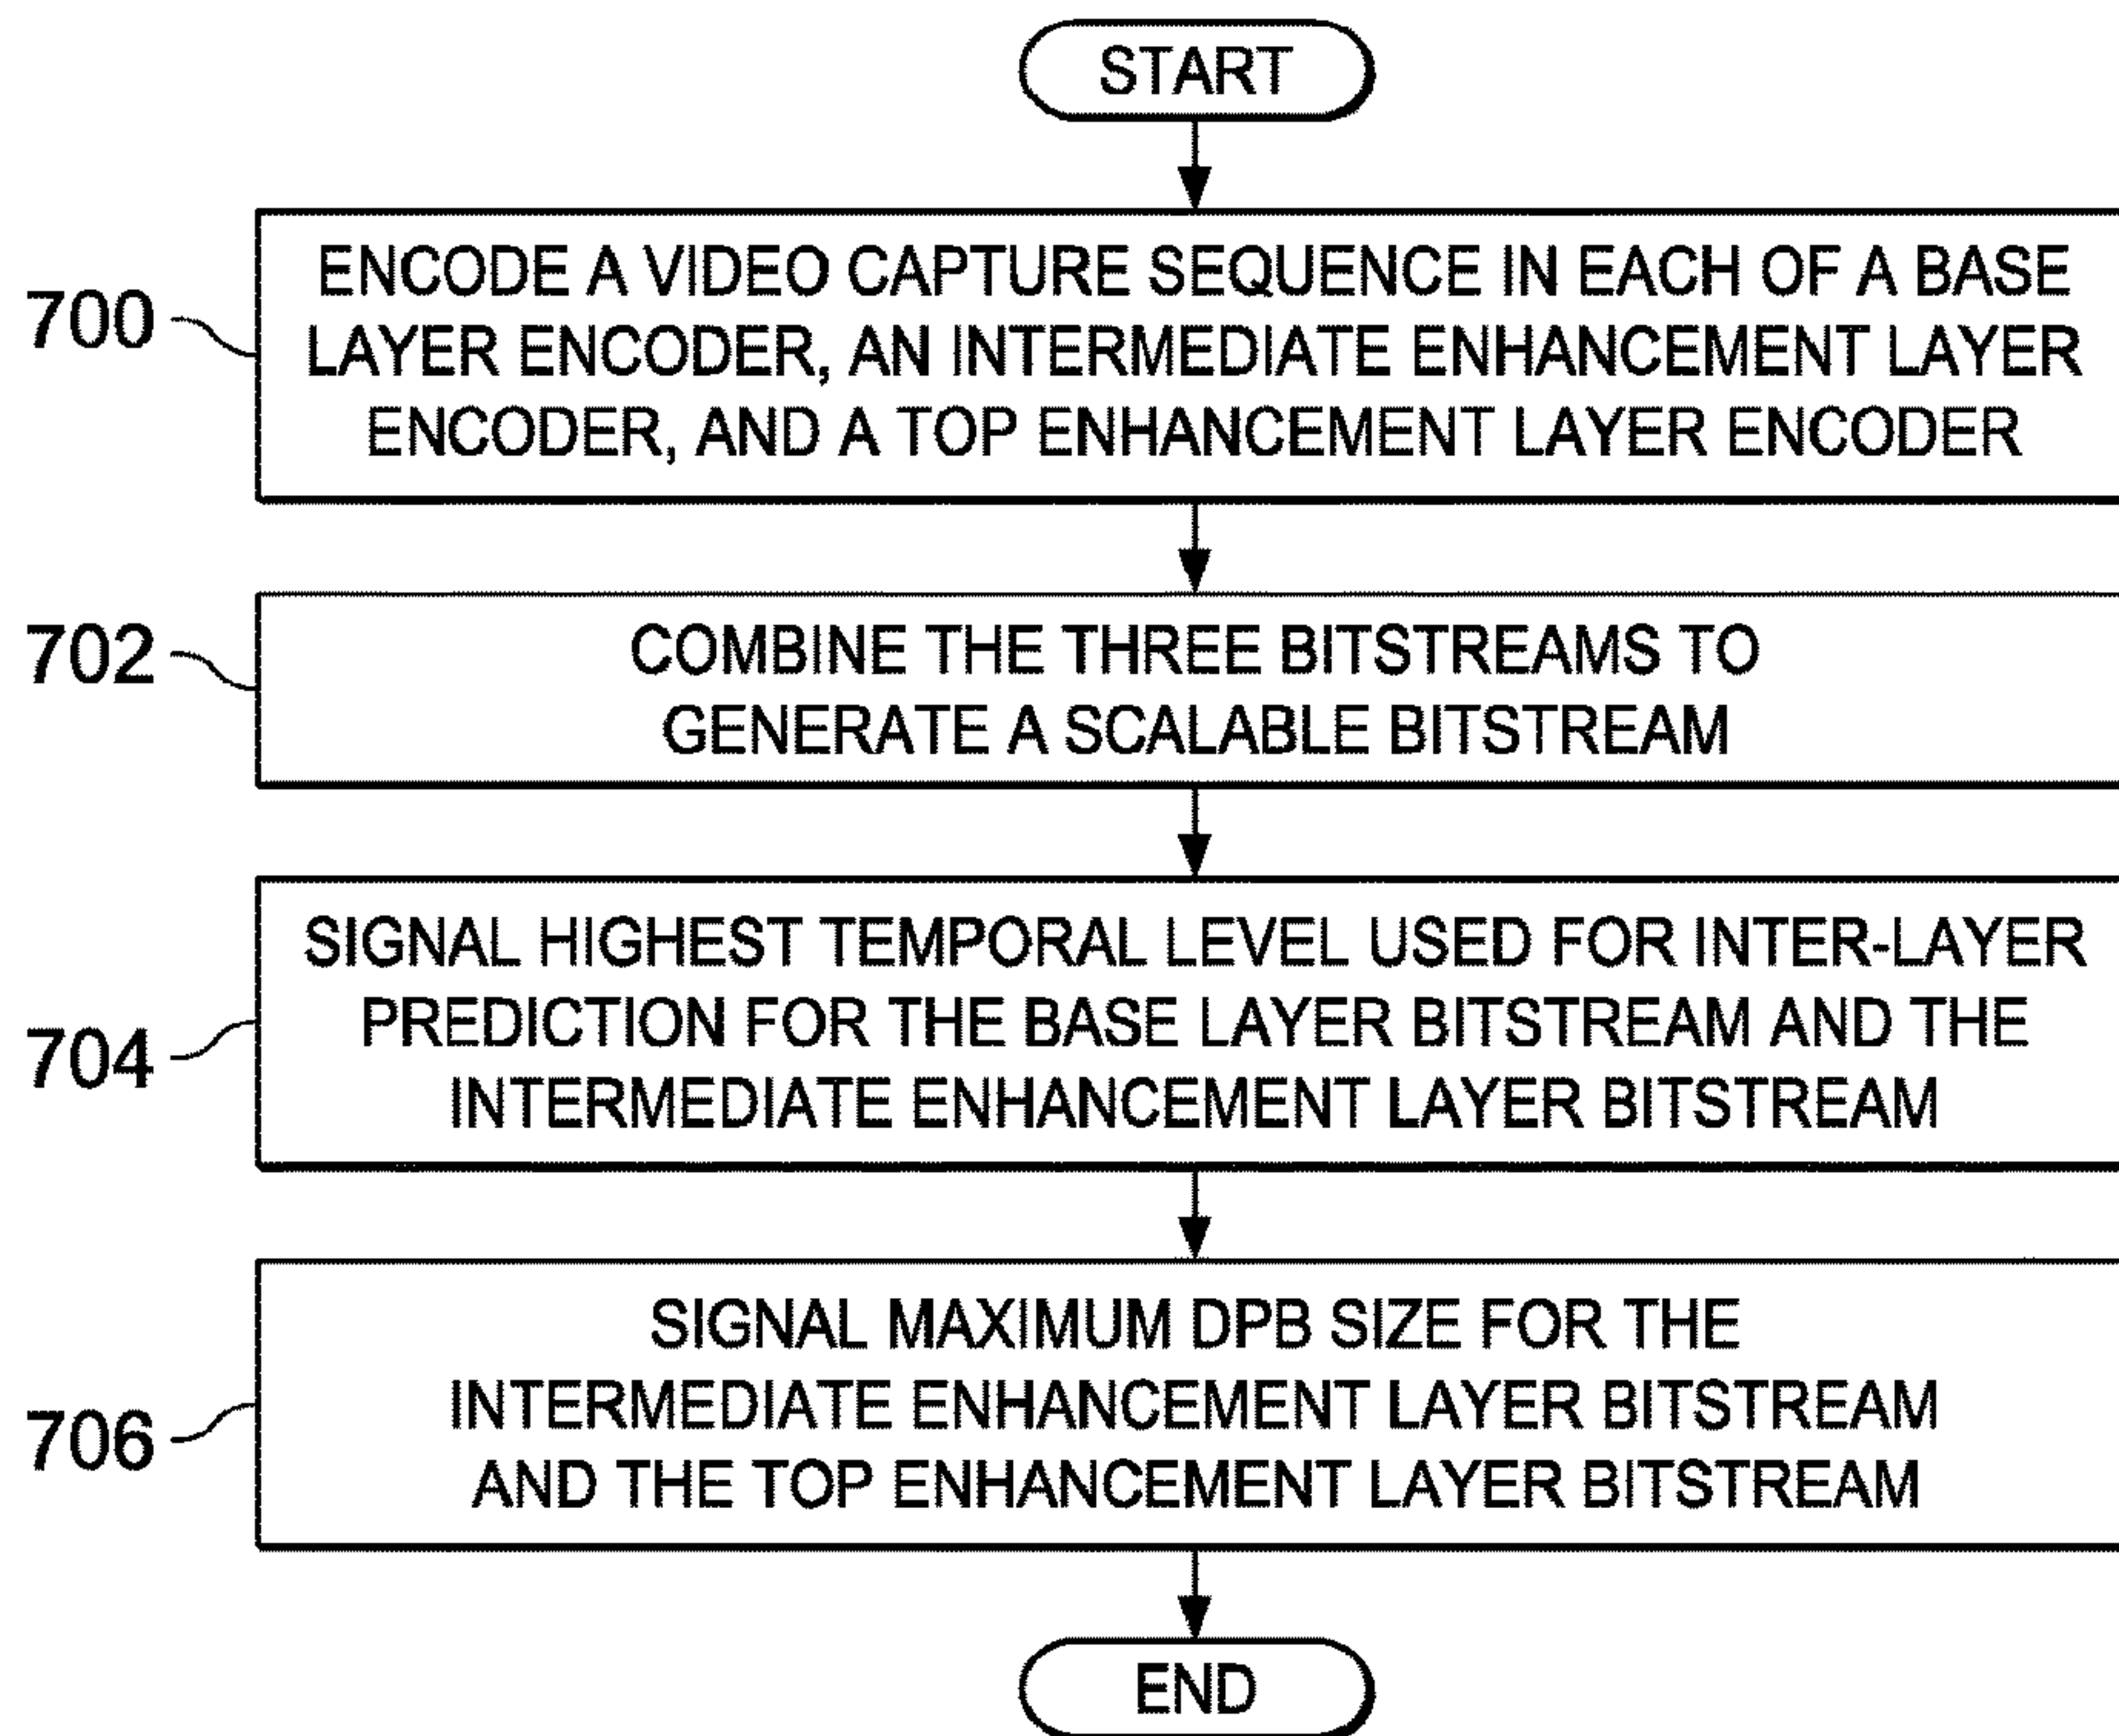 START
700
ENCODE A VIDEO CAPTURE SEQUENCE IN EACH OF A BASE
LAYER ENCODER, AN INTERMEDIATE ENHANCEMENT LAYER
ENCODER, AND A TOP ENHANCEMENT LAYER ENCODER
702
COMBINE THE THREE BITSTREAMS TO
GENERATE A SCALABLE BITSTREAM
704
SIGNAL HIGHEST TEMPORAL LEVEL USED FOR INTER-LAYER
PREDICTION FOR THE BASE LAYER BITSTREAM AND THE
INTERMEDIATE ENHANCEMENT LAYER BITSTREAM
706
SIGNAL MAXIMUM DPB SIZE FOR THE
INTERMEDIATE ENHANCEMENT LAYER BITSTREAM
AND THE TOP ENHANCEMENT LAYER BITSTREAM
END